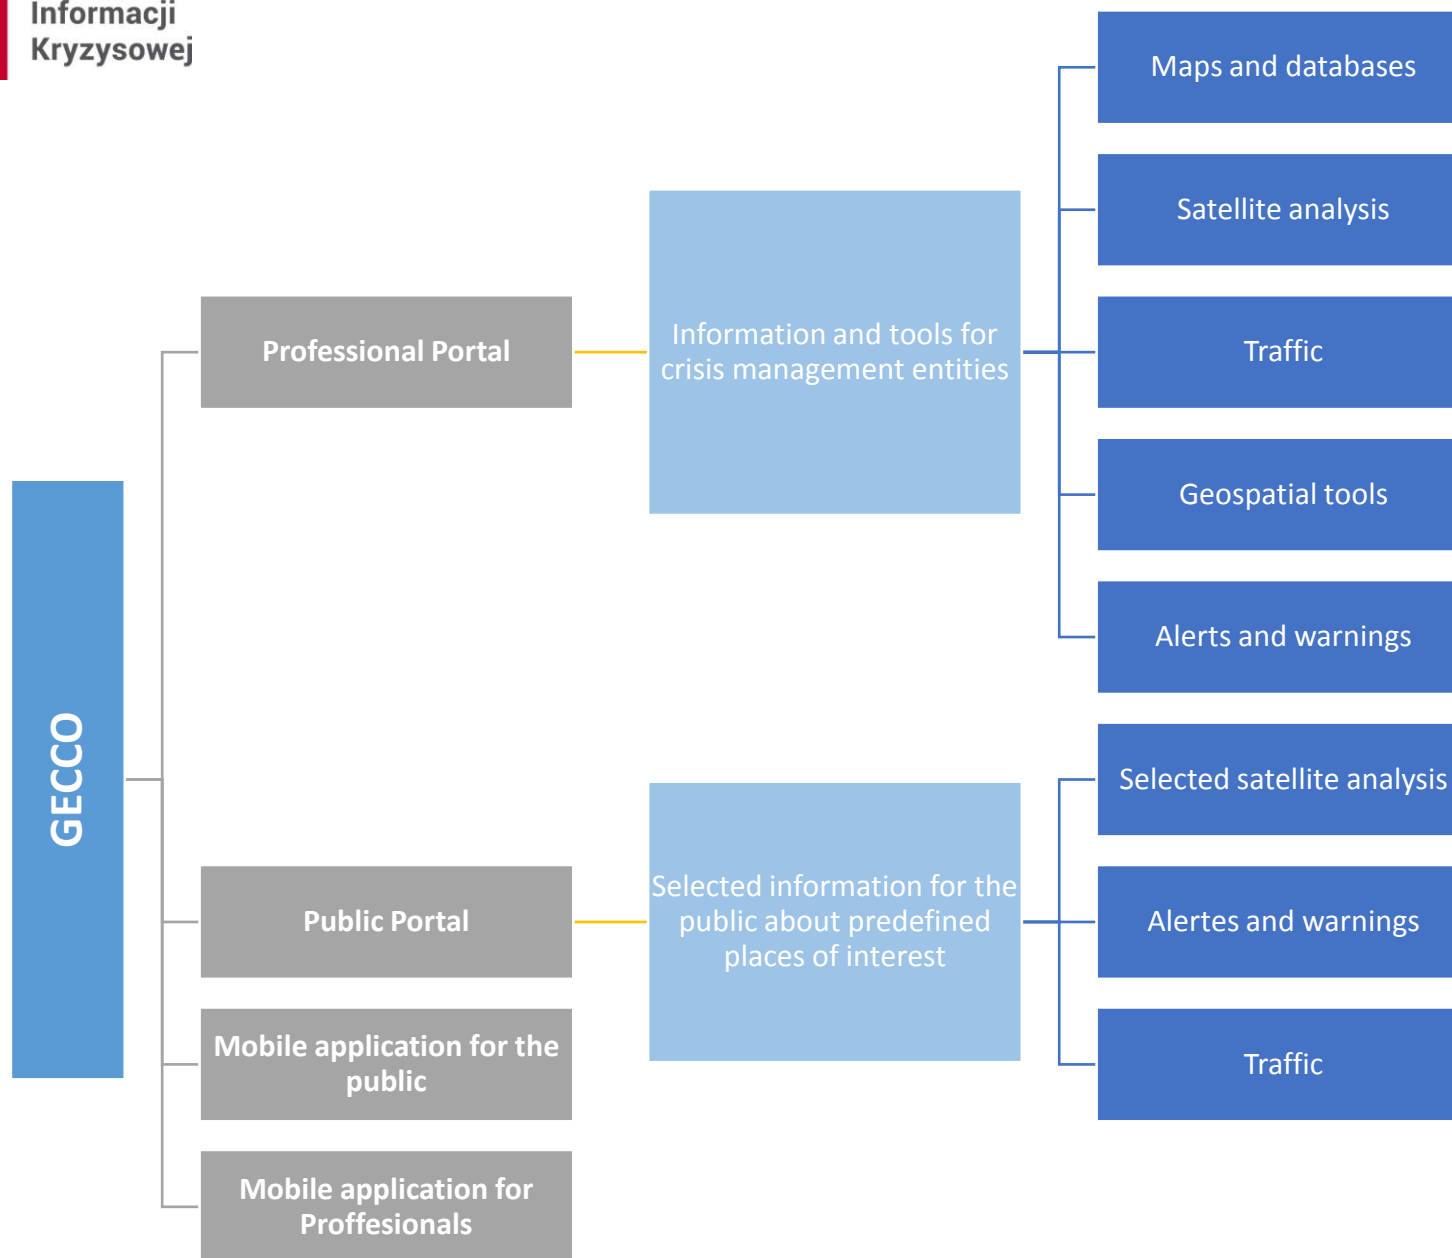 Informacji
Kryzysowej
GECCO
Professional Portal
Information and tools for
crisis management entities
Maps and databases
Satellite analysis
Traffic
Geospatial tools
Alerts and warnings
Public Portal
Selected information for the
public about predefined
places of interest
Selected satellite analysis
Alertes and warnings
Traffic
Mobile application for the
public
Mobile application for
Proffesionals